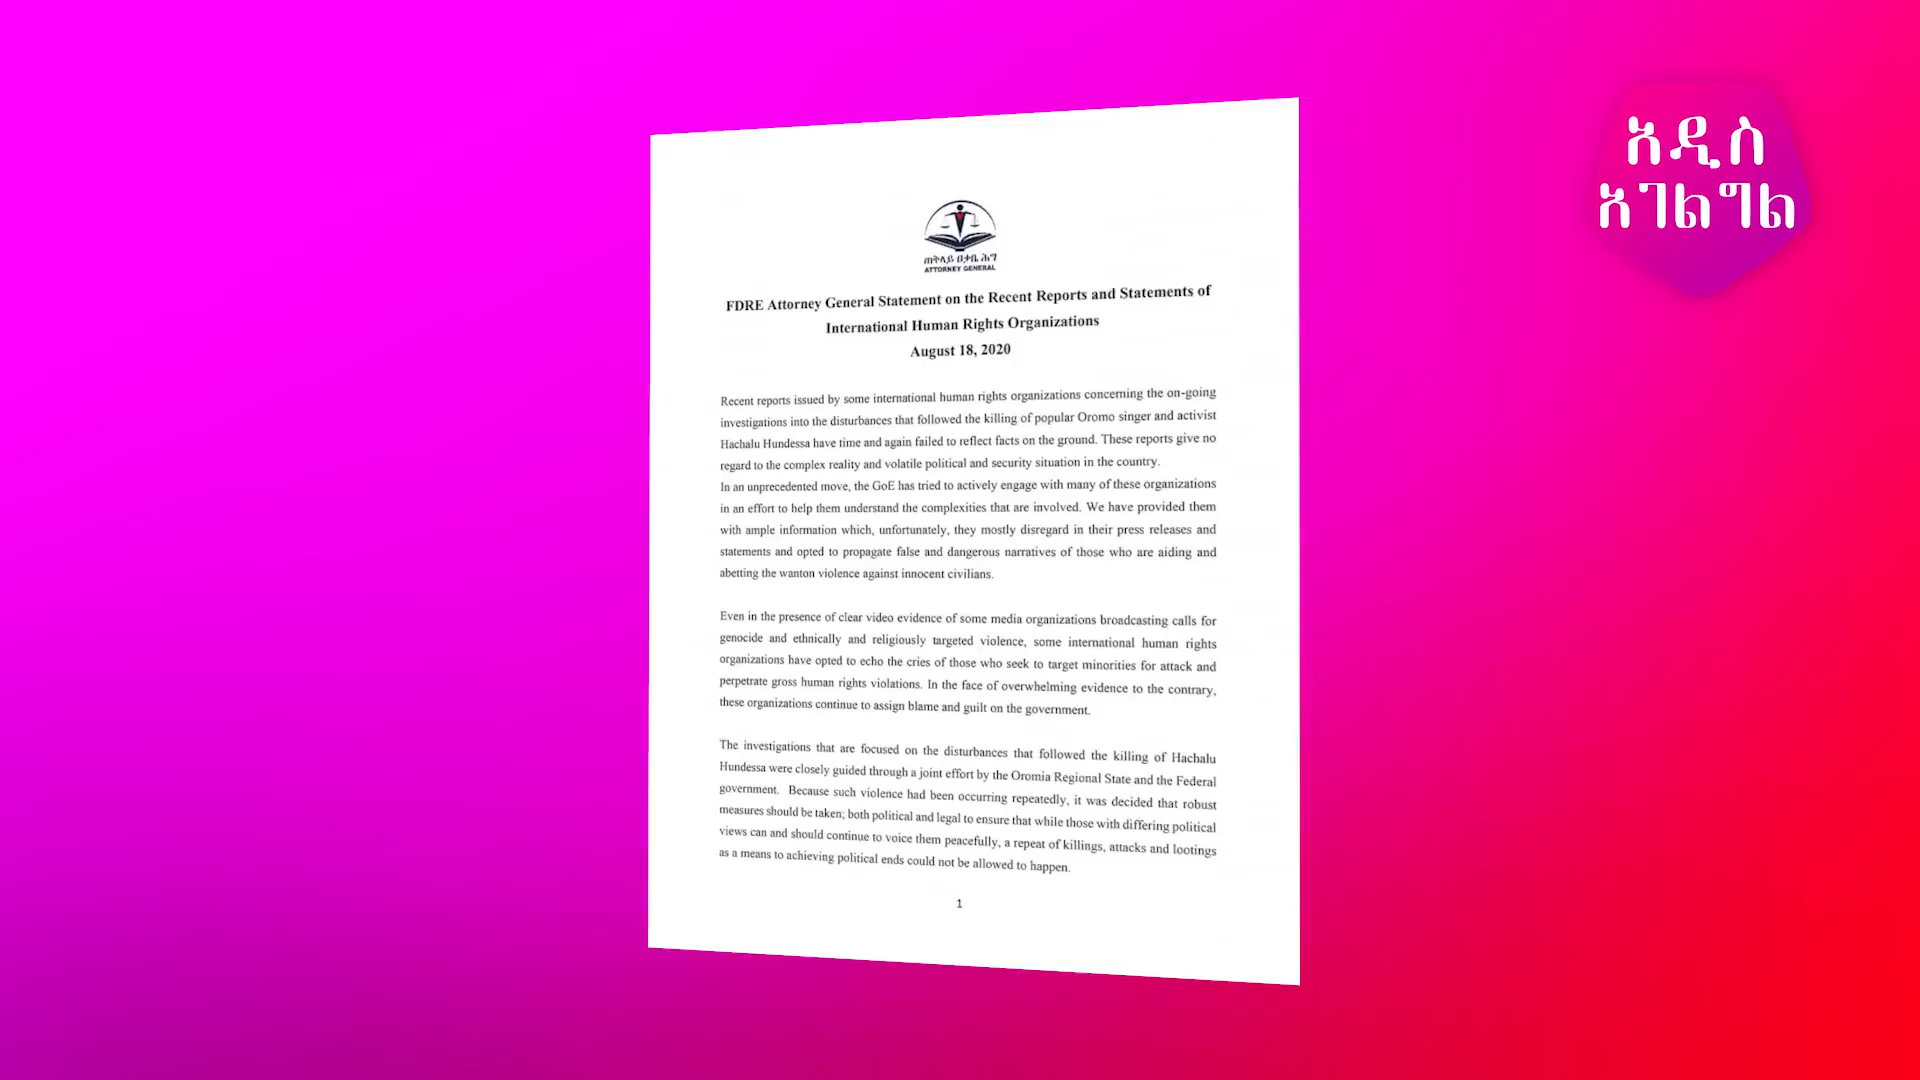 አዲስ
አገልግል
ጠቅላይ ዐቃቤ ሕግ
ATTORNEY GENERAL
FDRE Attorney General Statement on the Recent Reports and Statements of
International Human Rights Organizations
August 18, 2020
Recent reports issued by some international human rights organizations concerning the on-going
investigations into the disturbances that followed the killing of popular Oromo singer and activist
Hachalu Hundessa have time and again failed to reflect facts on the ground. These reports give no
regard to the complex reality and volatile political and security situation in the country.
In an unprecedented move, the GoE has tried to actively engage with many of these organizations
in an effort to help them understand the complexities that are involved. We have provided them
with ample information which, unfortunately, they mostly disregard in their press releases and
statements and opted to propagate false and dangerous narratives of those who are aiding and
abetting the wanton violence against innocent civilians.
Even in the presence of clear video evidence of some media organizations broadcasting calls for
genocide and ethnically and religiously targeted violence, some international human rights
organizations have opted to echo the cries of those who seek to target minorities for attack and
perpetrate gross human rights violations. In the face of overwhelming evidence to the contrary,
these organizations continue to assign blame and guilt on the government.
The investigations that are focused on the disturbances that followed the killing of Hachalu
Hundessa were closely guided through a joint effort by the Oromia Regional State and the Federal
government. Because such violence had been occurring repeatedly, it was decided that robust
measures should be taken; both political and legal to ensure that while those with differing political
views can and should continue to voice them peacefully, a repeat of killings, attacks and lootings
as a means to achieving political ends could not be allowed to happen.
1